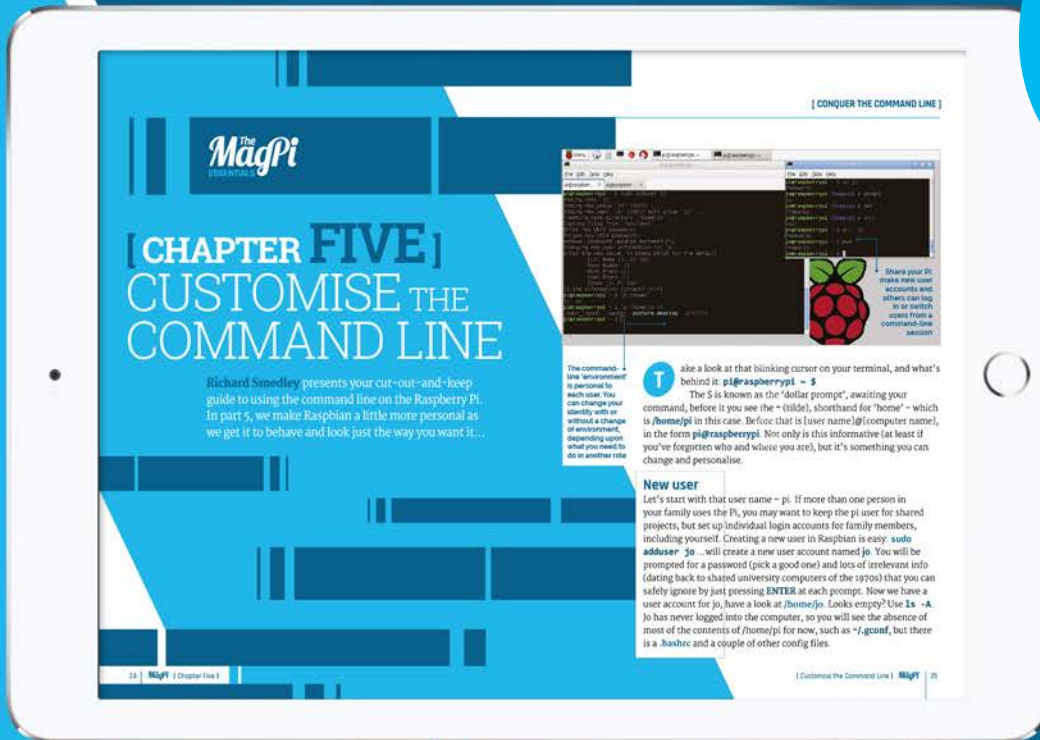 The
MagPi
ESSENTIALS
[ CHAPTER FIVE ]
CUSTOMISE THE
COMMAND LINE
Richard Smedley presents your cut-out-and-keep
guide to using the command line on the Raspberry Pi.
In part 5, we make Raspbian a little more personal as
we get it to behave and look just the way you want it...
24 | MagPi [ Chapter Five ]
[ CONQUER THE COMMAND LINE ]
Share your Pi:
make new user
accounts and
others can log
in or switch
users from a
command-line
session
The command-
line 'environment'
is personal to
each user. You
can change your
identity with or
without a change
of environment,
depending upon
what you need to
do in another role
Take a look at that blinking cursor on your terminal, and what's
behind it: pi@raspberrypi ~ $
The $ is known as the 'dollar prompt', awaiting your
command, before it you see the ~ (tilde), shorthand for 'home' - which
is /home/pi in this case. Before that is [user name]@[computer name],
in the form pi@raspberrypi. Not only is this informative (at least if
you've forgotten who and where you are), but it's something you can
change and personalise.
New user
Let's start with that user name - pi. If more than one person in
your family uses the Pi, you may want to keep the pi user for shared
projects, but set up individual login accounts for family members,
including yourself. Creating a new user in Raspbian is easy: sudo
adduser jo ...will create a new user account named jo. You will be
prompted for a password (pick a good one) and lots of irrelevant info
(dating back to shared university computers of the 1970s) that you can
safely ignore by just pressing ENTER at each prompt. Now we have a
user account for jo, have a look at /home/jo. Looks empty? Use ls -A.
Jo has never logged into the computer, so you will see the absence of
most of the contents of /home/pi for now, such as ~/.gconf, but there
is a .bashrc and a couple of other config files.
[ Customise the Command Line ] MagPi | 25